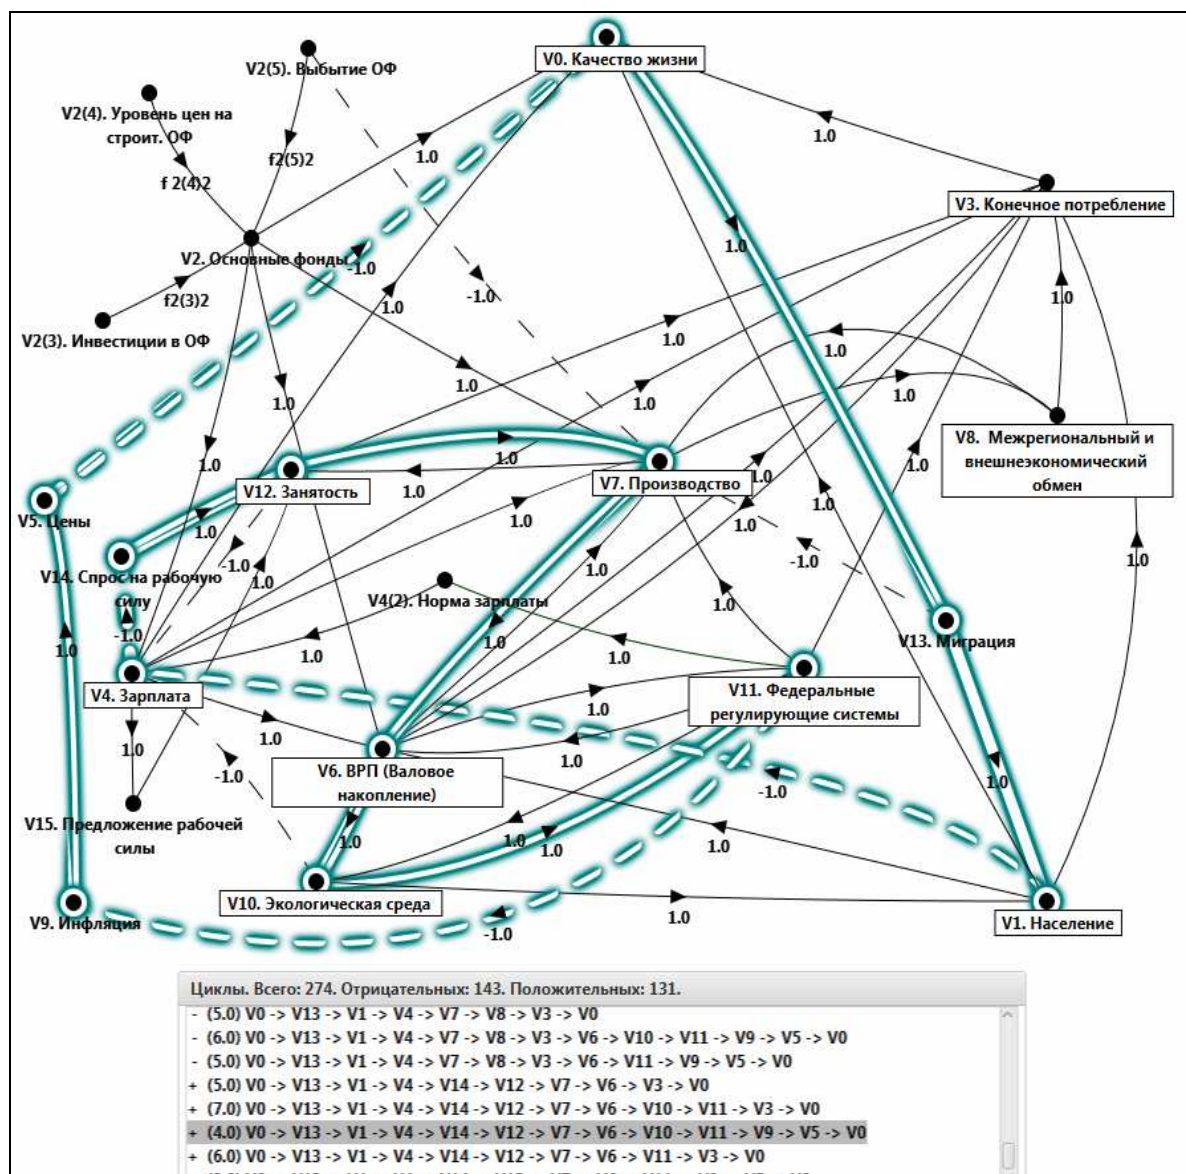 V0. Качество жизни
V2(5). Выбытие ОФ
V2(4). Уровень цен на
строит. ОФ
1.0
f2(5)2
1.0
f 2(4)2
V3. Конечное потребление
1.0
V2. Основные фонды
-1.0
f2(3)2
-1.0
1.0
1.0
V2(3). Инвестиции в ОФ
1.0
1.0
1.0
1.0
1.0
1.0
V8. Межрегиональный и
внешнеэкономический
обмен
1.0
1.0
1.0
V12. Занятость
1.0
V7. Производство
1.0
V5. Цены
1.0
1.0
1.0
1.0
-1.0
1.0
1.0
-1.0
1.0
V14. Спрос на рабочую
силу
V4(2). Норма зарплаты
1.0
-1.0
1.0
1.0
1.0
1.0
V13. Миграция
V4. Зарплата
V11. Федеральные
регулирующие системы
1.0
1.0
1.0
1.0
-1.0
V6. ВРП (Валовое
накопление)
-1.0
1.0
V15. Предложение рабочей
силы
1.0
1.0
1.0
1.0
V10. Экологическая среда
1.0
V9. Инфляция
-1.0
V1. Население
Циклы. Всего: 274. Отрицательных: 143. Положительных: 131.
- (5.0) V0 -> V13 -> V1 -> V4 -> V7 -> V8 -> V3 -> V0
- (6.0) V0 -> V13 -> V1 -> V4 -> V7 -> V8 -> V3 -> V6 -> V10 -> V11 -> V9 -> V5 -> V0
- (5.0) V0 -> V13 -> V1 -> V4 -> V7 -> V8 -> V3 -> V6 -> V11 -> V9 -> V5 -> V0
+ (5.0) V0 -> V13 -> V1 -> V4 -> V14 -> V12 -> V7 -> V6 -> V3 -> V0
+ (7.0) V0 -> V13 -> V1 -> V4 -> V14 -> V12 -> V7 -> V6 -> V10 -> V11 -> V3 -> V0
+ (4.0) V0 -> V13 -> V1 -> V4 -> V14 -> V12 -> V7 -> V6 -> V10 -> V11 -> V9 -> V5 -> V0
+ (6.0) V0 -> V13 -> V1 -> V4 -> V14 -> V12 -> V7 -> V6 -> V11 -> V3 -> V0